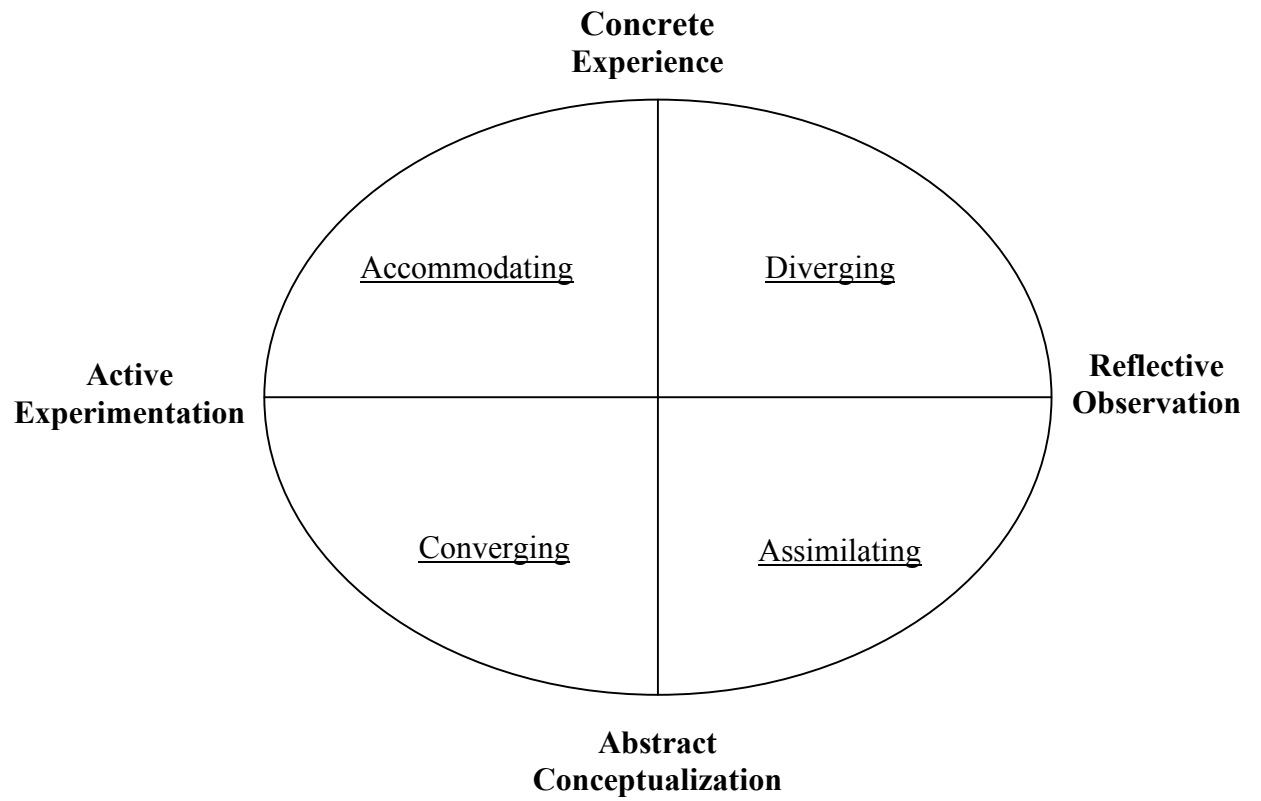 Concrete
Experience
Accommodating
Diverging
Active
Experimentation
Reflective
Observation
Converging
Assimilating
Abstract
Conceptualization